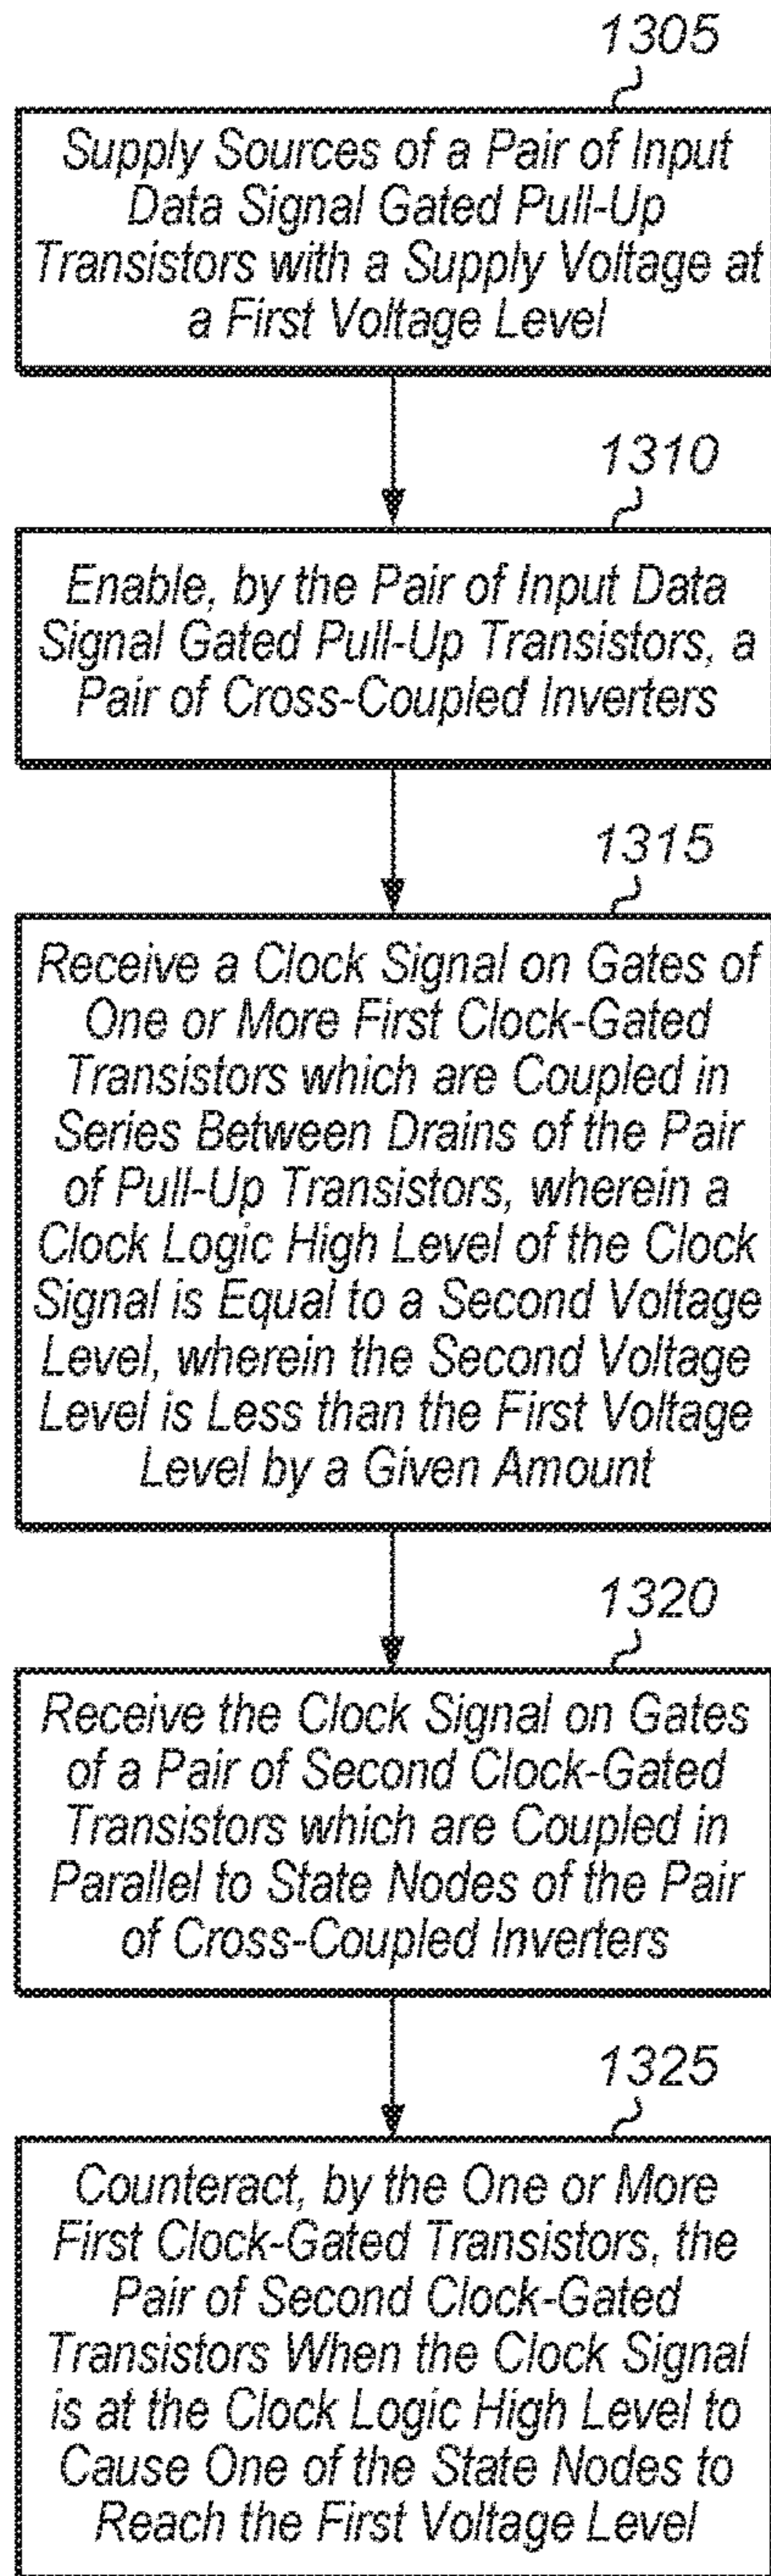 1305
Supply Sources of a Pair of Input
Data Signal Gated Pull-Up
Transistors with a Supply Voltage at
a First Voltage Level
1310
Enable, by the Pair of Input Data
Signal Gated Pull-Up Transistors, a
Pair of Cross-Coupled Inverters
1315
Receive a Clock Signal on Gates of
One or More First Clock-Gated
Transistors which are Coupled in
Series Between Drains of the Pair
of Pull-Up Transistors, wherein a
Clock Logic High Level of the Clock
Signal is Equal to a Second Voltage
Level, wherein the Second Voltage
Level is Less than the First Voltage
Level by a Given Amount
1320
Receive the Clock Signal on Gates
of a Pair of Second Clock-Gated
Transistors which are Coupled in
Parallel to State Nodes of the Pair
of Cross-Coupled Inverters
1325
Counteract, by the One or More
First Clock-Gated Transistors, the
Pair of Second Clock-Gated
Transistors When the Clock Signal
is at the Clock Logic High Level to
Cause One of the State Nodes to
Reach the First Voltage Level